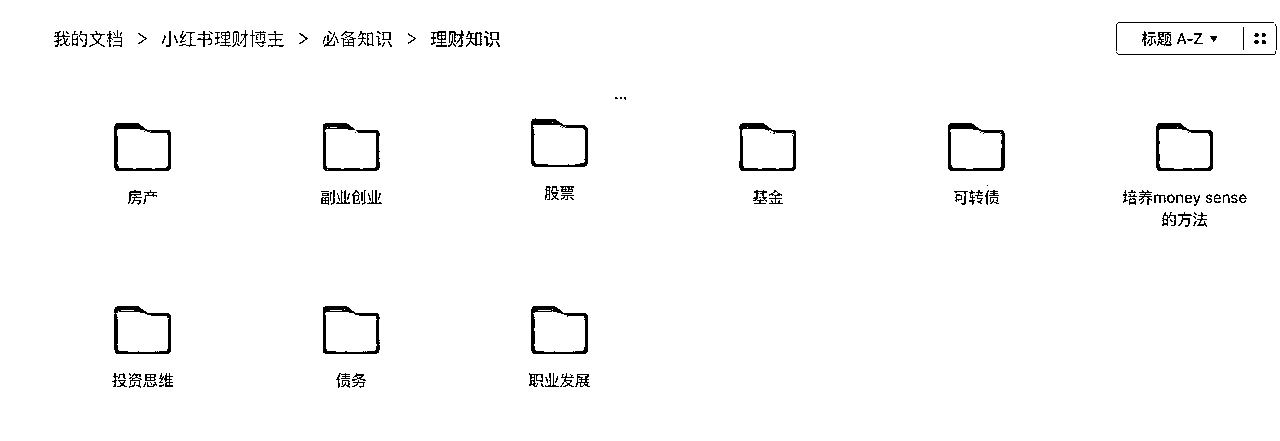 我的文档 > 小红书理财博主 > 必备知识 > 理财知识
标题 A-Z
...
房产
副业创业
股票
基金
可转债
培养money sense
的方法
投资思维
债务
职业发展